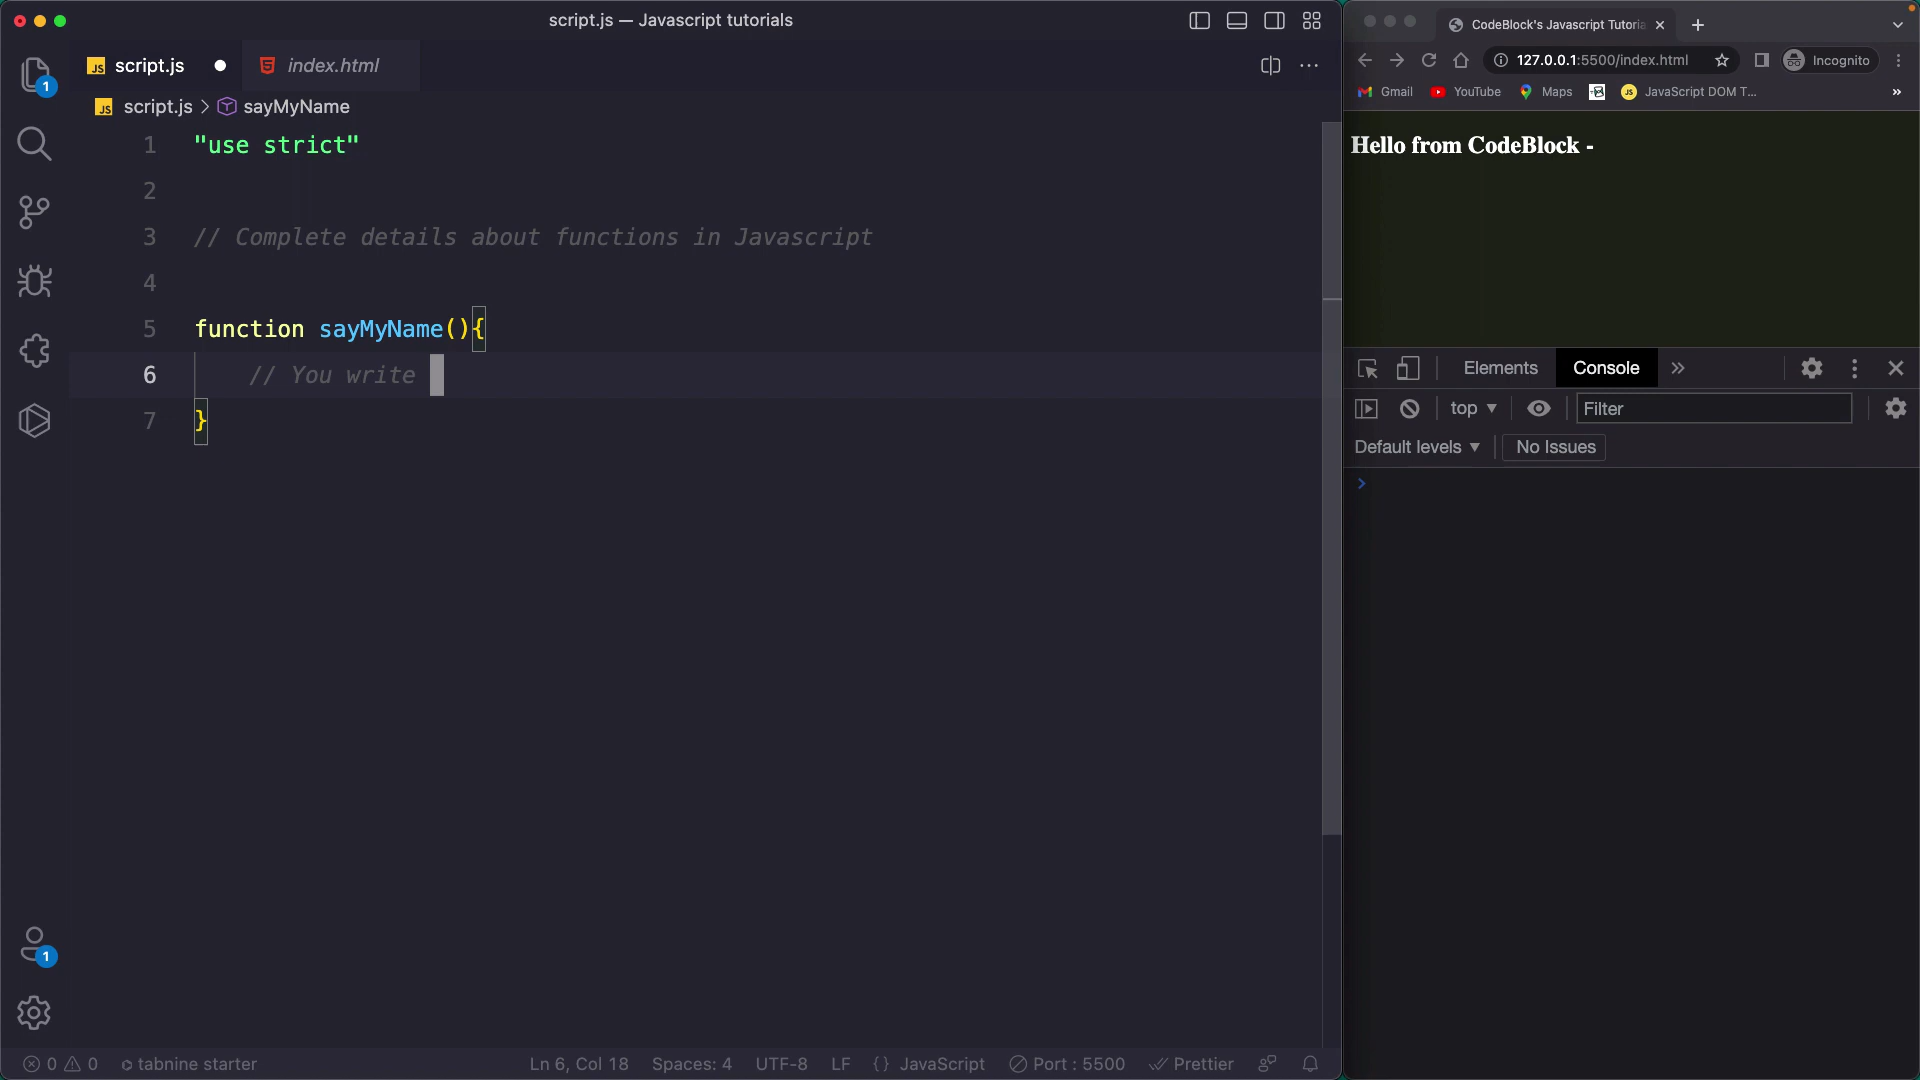 script.js — Javascript tutorials
script.js
index.html
script.js > sayMyName
1 "use strict"
2
3 // Complete details about functions in Javascript
4
5 function sayMyName(){
6 // You write
7 }
1
1
0 0 tabnine starter
Ln 6, Col 18 Spaces: 4 UTF-8 LF {} JavaScript Port : 5500 Prettier
CodeBlock's Javascript Tutoria
127.0.0.1:5500/index.html Incognito
Gmail YouTube Maps JS JavaScript DOM T... »
Hello from CodeBlock -
Elements Console »
top Filter
Default levels No Issues
>